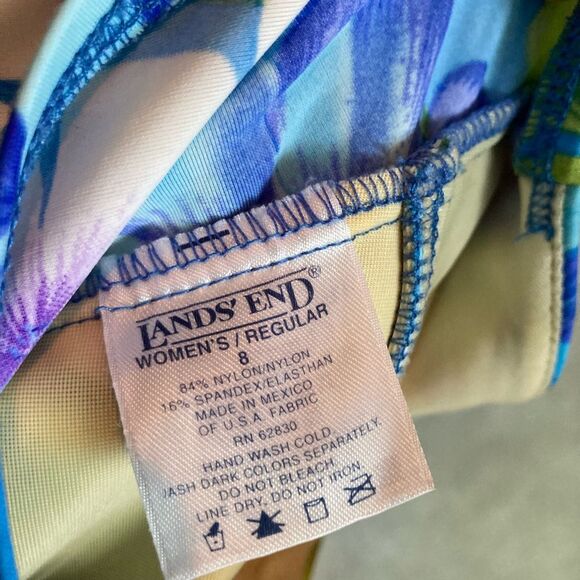 LANDS' END®
WOMEN'S / REGULAR
8
84% NYLON/NYLON
16% SPANDEX/ELASTHAN
MADE IN MEXICO
OF U.S.A. FABRIC
RN 62830
HAND WASH COLD
ASH DARK COLORS SEPARATELY
DO NOT BLEACH
LINE DRY, DO NOT IRON